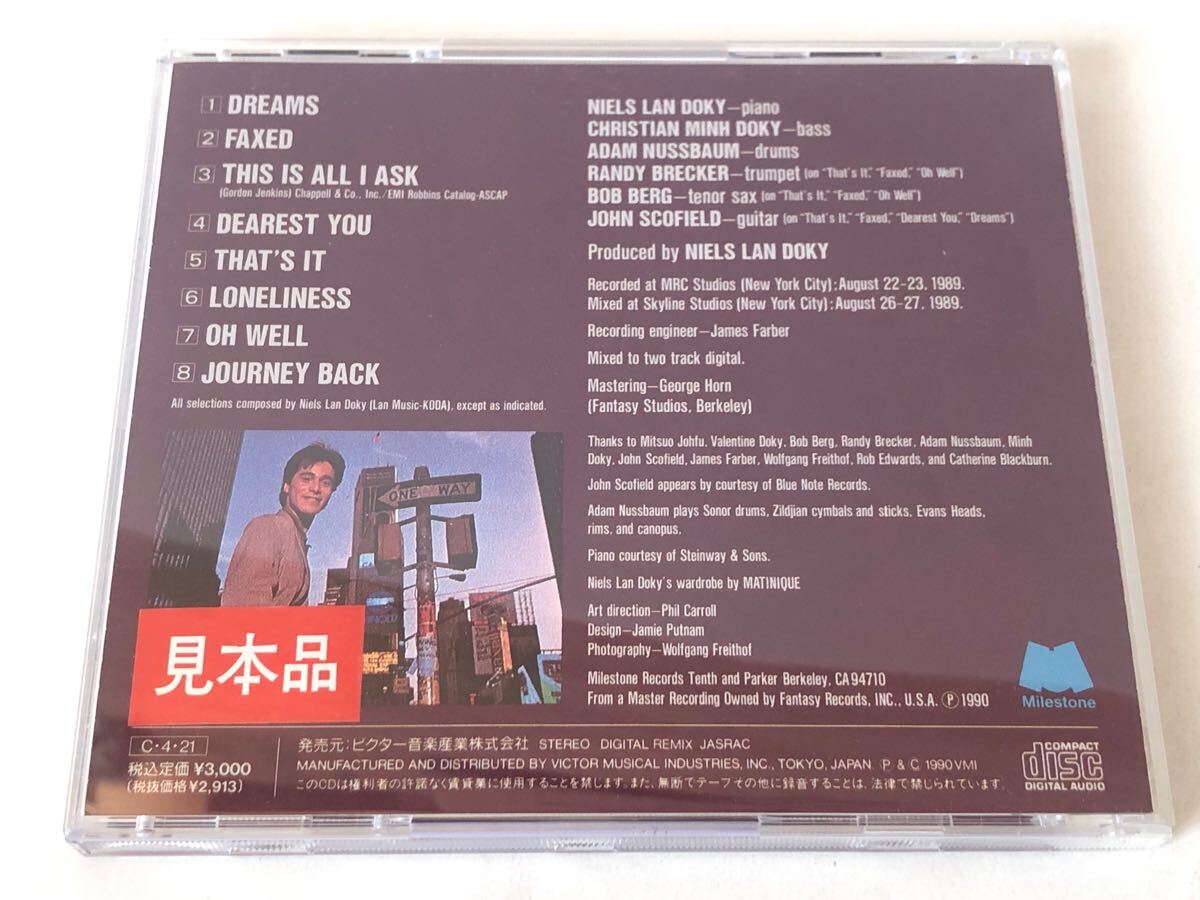 1 DREAMS
2 FAXED
3 THIS IS ALL I ASK
(Gordon Jenkins) Chappell & Co., Inc./EMI Robbins Catalog-ASCAP
4 DEAREST YOU
5 THAT'S IT
6 LONELINESS
7 OH WELL
8 JOURNEY BACK
All selections composed by Niels Lan Doky (Lan Music-KODA), except as indicated.
ONE WAY
見本品
NIELS LAN DOKY—piano
CHRISTIAN MINH DOKY—bass
ADAM NUSSBAUM—drums
RANDY BRECKER—trumpet (on "That's It," "Faxed," "Oh Well")
BOB BERG—tenor sax (on "That's It," "Faxed," "Oh Well")
JOHN SCOFIELD—guitar (on "That's It," "Faxed," "Dearest You," "Dreams")
Produced by NIELS LAN DOKY
Recorded at MRC Studios (New York City): August 22-23, 1989.
Mixed at Skyline Studios (New York City): August 26-27, 1989.
Recording engineer—James Farber
Mixed to two track digital.
Mastering—George Horn
(Fantasy Studios, Berkeley)
Thanks to Mitsuo Johfu, Valentine Doky, Bob Berg, Randy Brecker, Adam Nussbaum, Minh
Doky, John Scofield, James Farber, Wolfgang Freithof, Rob Edwards, and Catherine Blackburn.
John Scofield appears by courtesy of Blue Note Records.
Adam Nussbaum plays Sonor drums, Zildjian cymbals and sticks, Evans Heads,
rims, and canopus.
Piano courtesy of Steinway & Sons.
Niels Lan Doky's wardrobe by MATINIQUE
Art direction—Phil Carroll
Design—Jamie Putnam
Photography—Wolfgang Freithof
Milestone Records Tenth and Parker Berkeley, CA94710
From a Master Recording Owned by Fantasy Records, INC., U.S.A. Ⓟ 1990
Milestone
C・4・21
税込定価 ¥3,000
(税抜価格¥2,913)
発売元:ビクター音楽産業株式会社 STEREO DIGITAL REMIX JASRAC
MANUFACTURED AND DISTRIBUTED BY VICTOR MUSICAL INDUSTRIES, INC., TOKYO, JAPAN. Ⓟ & © 1990 VMI
このCDは権利者の許諾なく賃貸業に使用することを禁じます。また、無断でテープその他に録音することは、法律で禁じられています。
COMPACT
disc
DIGITAL AUDIO